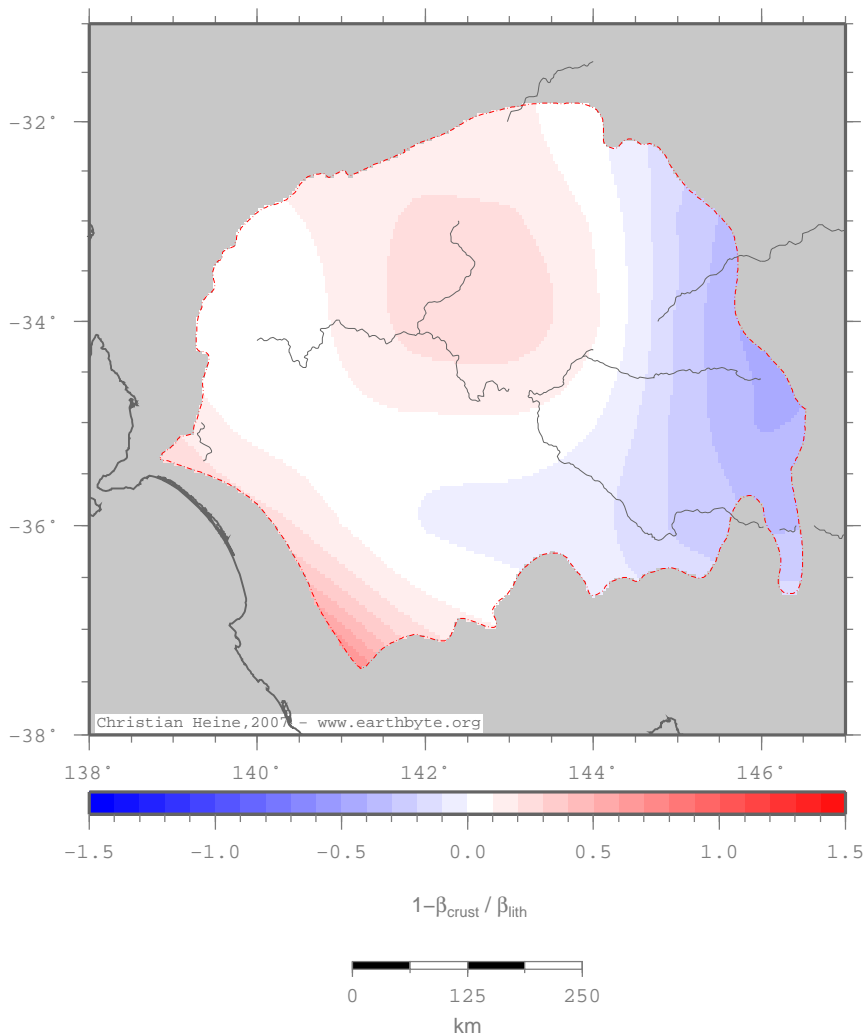 −32°
−34°
−36°
−38°
Christian Heine,2007 - www.earthbyte.org
138° 140° 142° 144° 146°
−1.5 −1.0 −0.5 0.0 0.5 1.0 1.5
1−βcrust / βlith
0 125 250
km